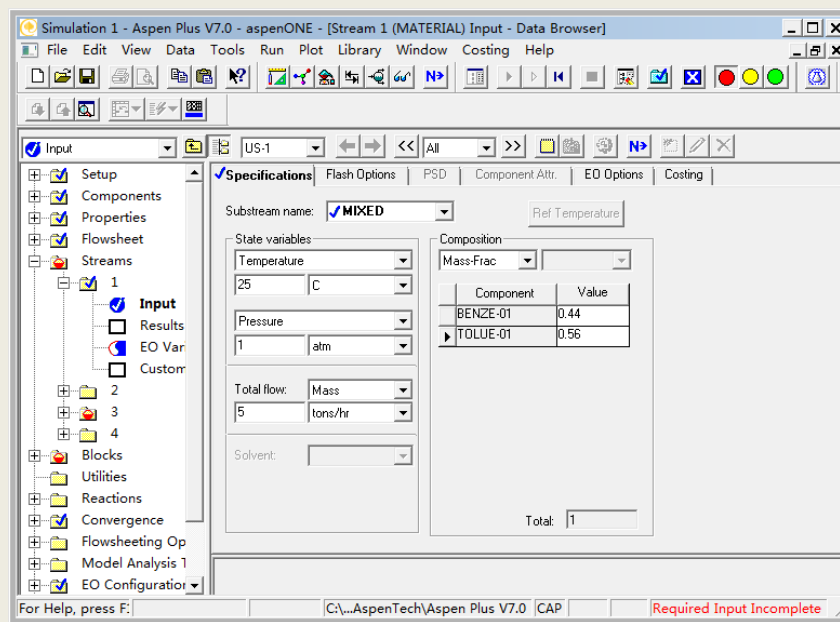 Simulation 1 - Aspen Plus V7.0 - aspenONE - [Stream 1 (MATERIAL) Input - Data Browser]
File Edit View Data Tools Run Plot Library Window Costing Help
N>
Input US-1 << All >> N>
Setup
Components
Properties
Flowsheet
Streams
1
Input
Results
EO Var
Custom
2
3
4
Blocks
Utilities
Reactions
Convergence
Flowsheeting Op
Model Analysis T
EO Configuration
Specifications Flash Options PSD Component Attr. EO Options Costing
Substream name: MIXED Ref Temperature
State variables
Temperature
25 C
Pressure
1 atm
Total flow: Mass
5 tons/hr
Solvent:
Composition
Mass-Frac
Component Value
BENZE-01 0.44
TOLUE-01 0.56
Total: 1
For Help, press F: C:\...AspenTech\Aspen Plus V7.0 CAP Required Input Incomplete